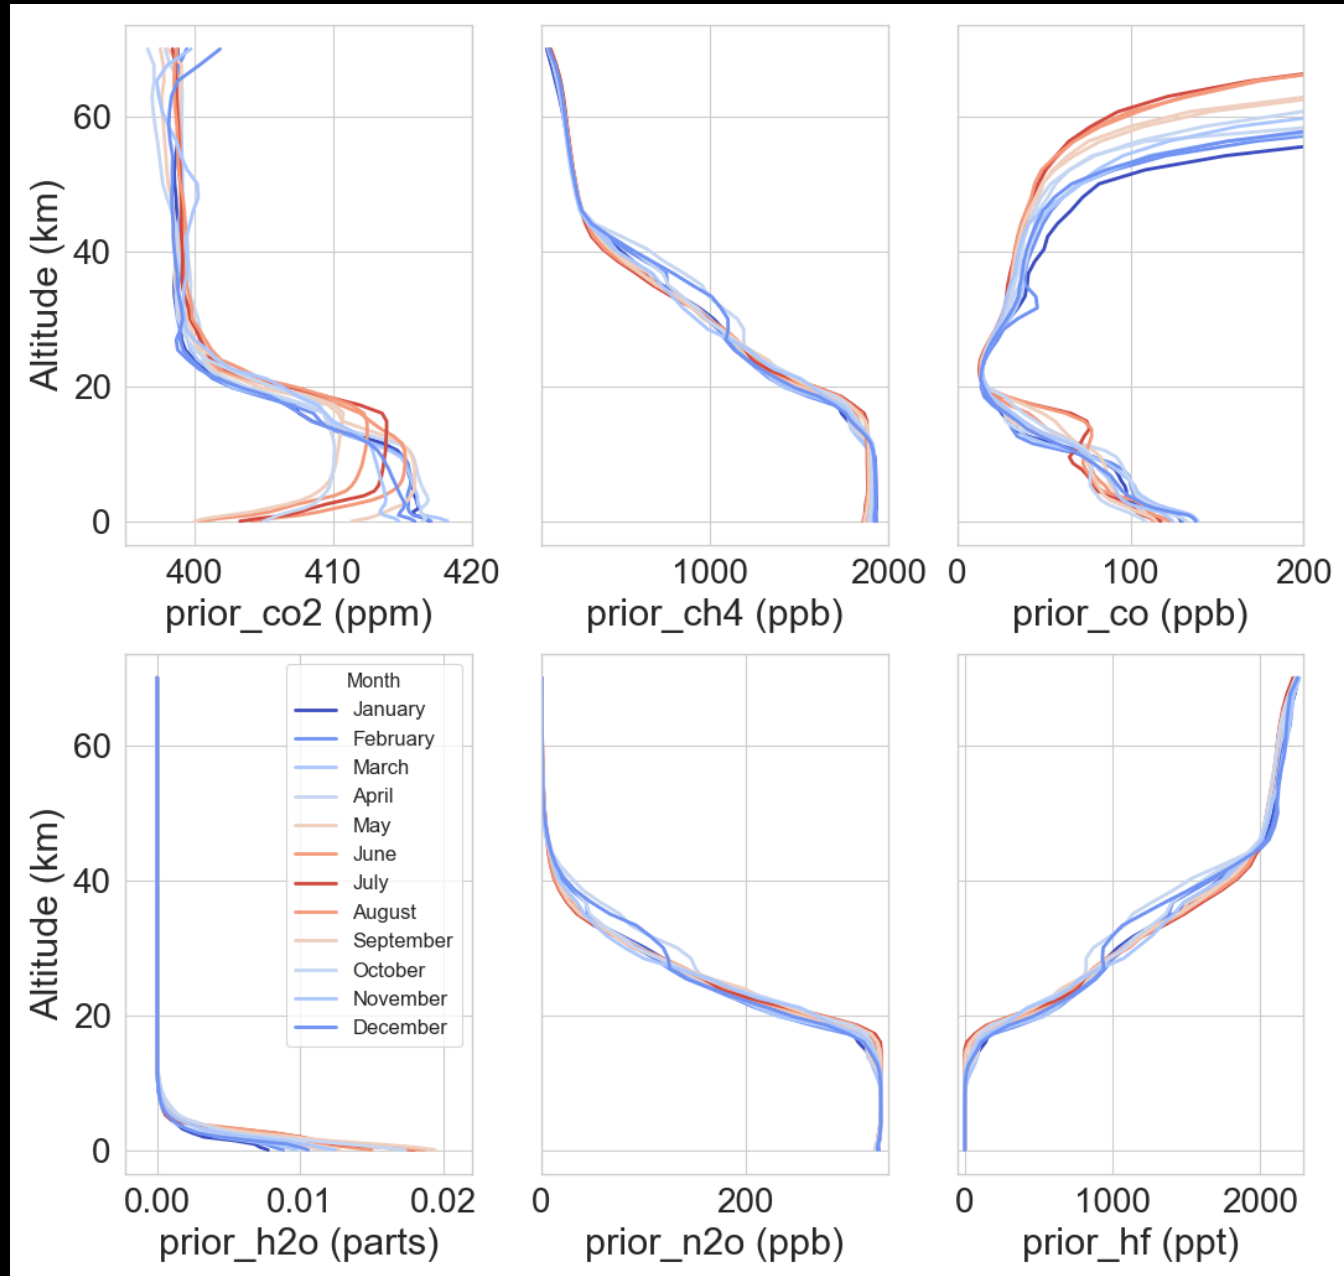 60
40
20
0
Altitude (km)
400 410 420
prior_co2 (ppm)
1000 2000
prior_ch4 (ppb)
0 100 200
prior_co (ppb)
60
40
20
0
Altitude (km)
Month
January
February
March
April
May
June
July
August
September
October
November
December
0.00 0.01 0.02
prior_h2o (parts)
0 200
prior_n2o (ppb)
0 1000 2000
prior_hf (ppt)